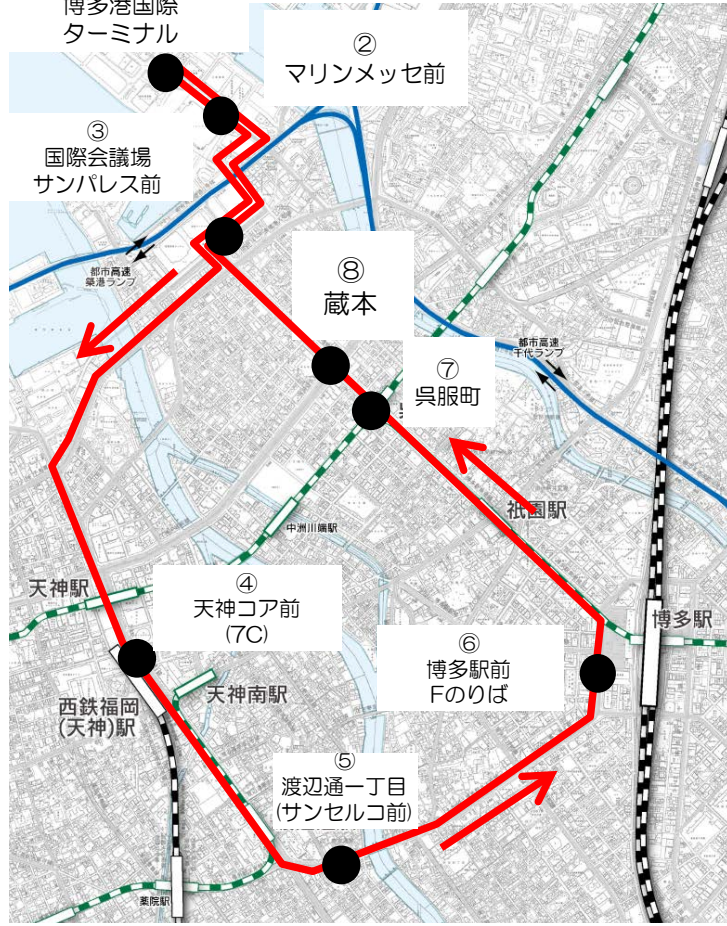 博多港国際
ターミナル
②
マリンメッセ前
③
国際会議場
サンパレス前
都市高速
築港ランプ
⑧
蔵本
⑦
呉服町
都市高速
千代ランプ
祇園駅
中洲川端駅
天神駅
④
天神コア前
(7C)
⑥
博多駅前
Fのりば
博多駅
西鉄福岡
(天神)駅
天神南駅
⑤
渡辺通一丁目
(サンセルコ前)
薬院駅